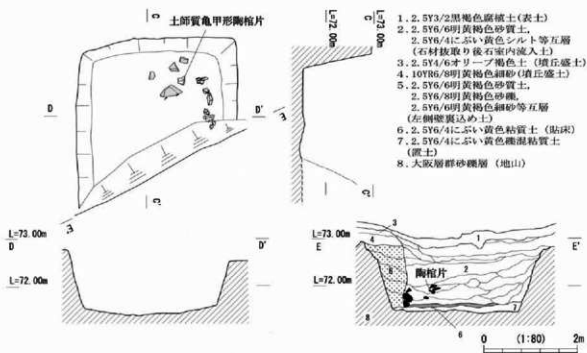 C
土師質亀甲形陶棺片
D
D'
E
C'
L=72.00m
L=73.00m
C
C'
1. 2.5Y3/2黒褐色腐植土(表土)
2. 2.5Y6/6明黄褐色砂質土,
2.5Y6/4にぶい黄色シルト等互層
(石材抜取り後石室内流入土)
3. 2.5Y4/6オリーブ褐色土(墳丘盛土)
4. 10YR6/8明黄褐色細砂(墳丘盛土)
5. 2.5Y6/6明黄褐色砂質土,
2.5Y6/8明黄褐色砂礫,
2.5Y6/6明黄褐色細砂等互層
(左側壁裏込め土)
6. 2.5Y6/4にぶい黄色粘質土(貼床)
7. 2.5Y6/4にぶい黄色礫混粘質土
(置土)
8. 大阪層群砂礫層(地山)
L=73.00m
D
D'
L=72.00m
L=73.00m
E
E'
L=72.00m
3
4
1
2
陶棺片
8
6
7
0
(1:80)
2m